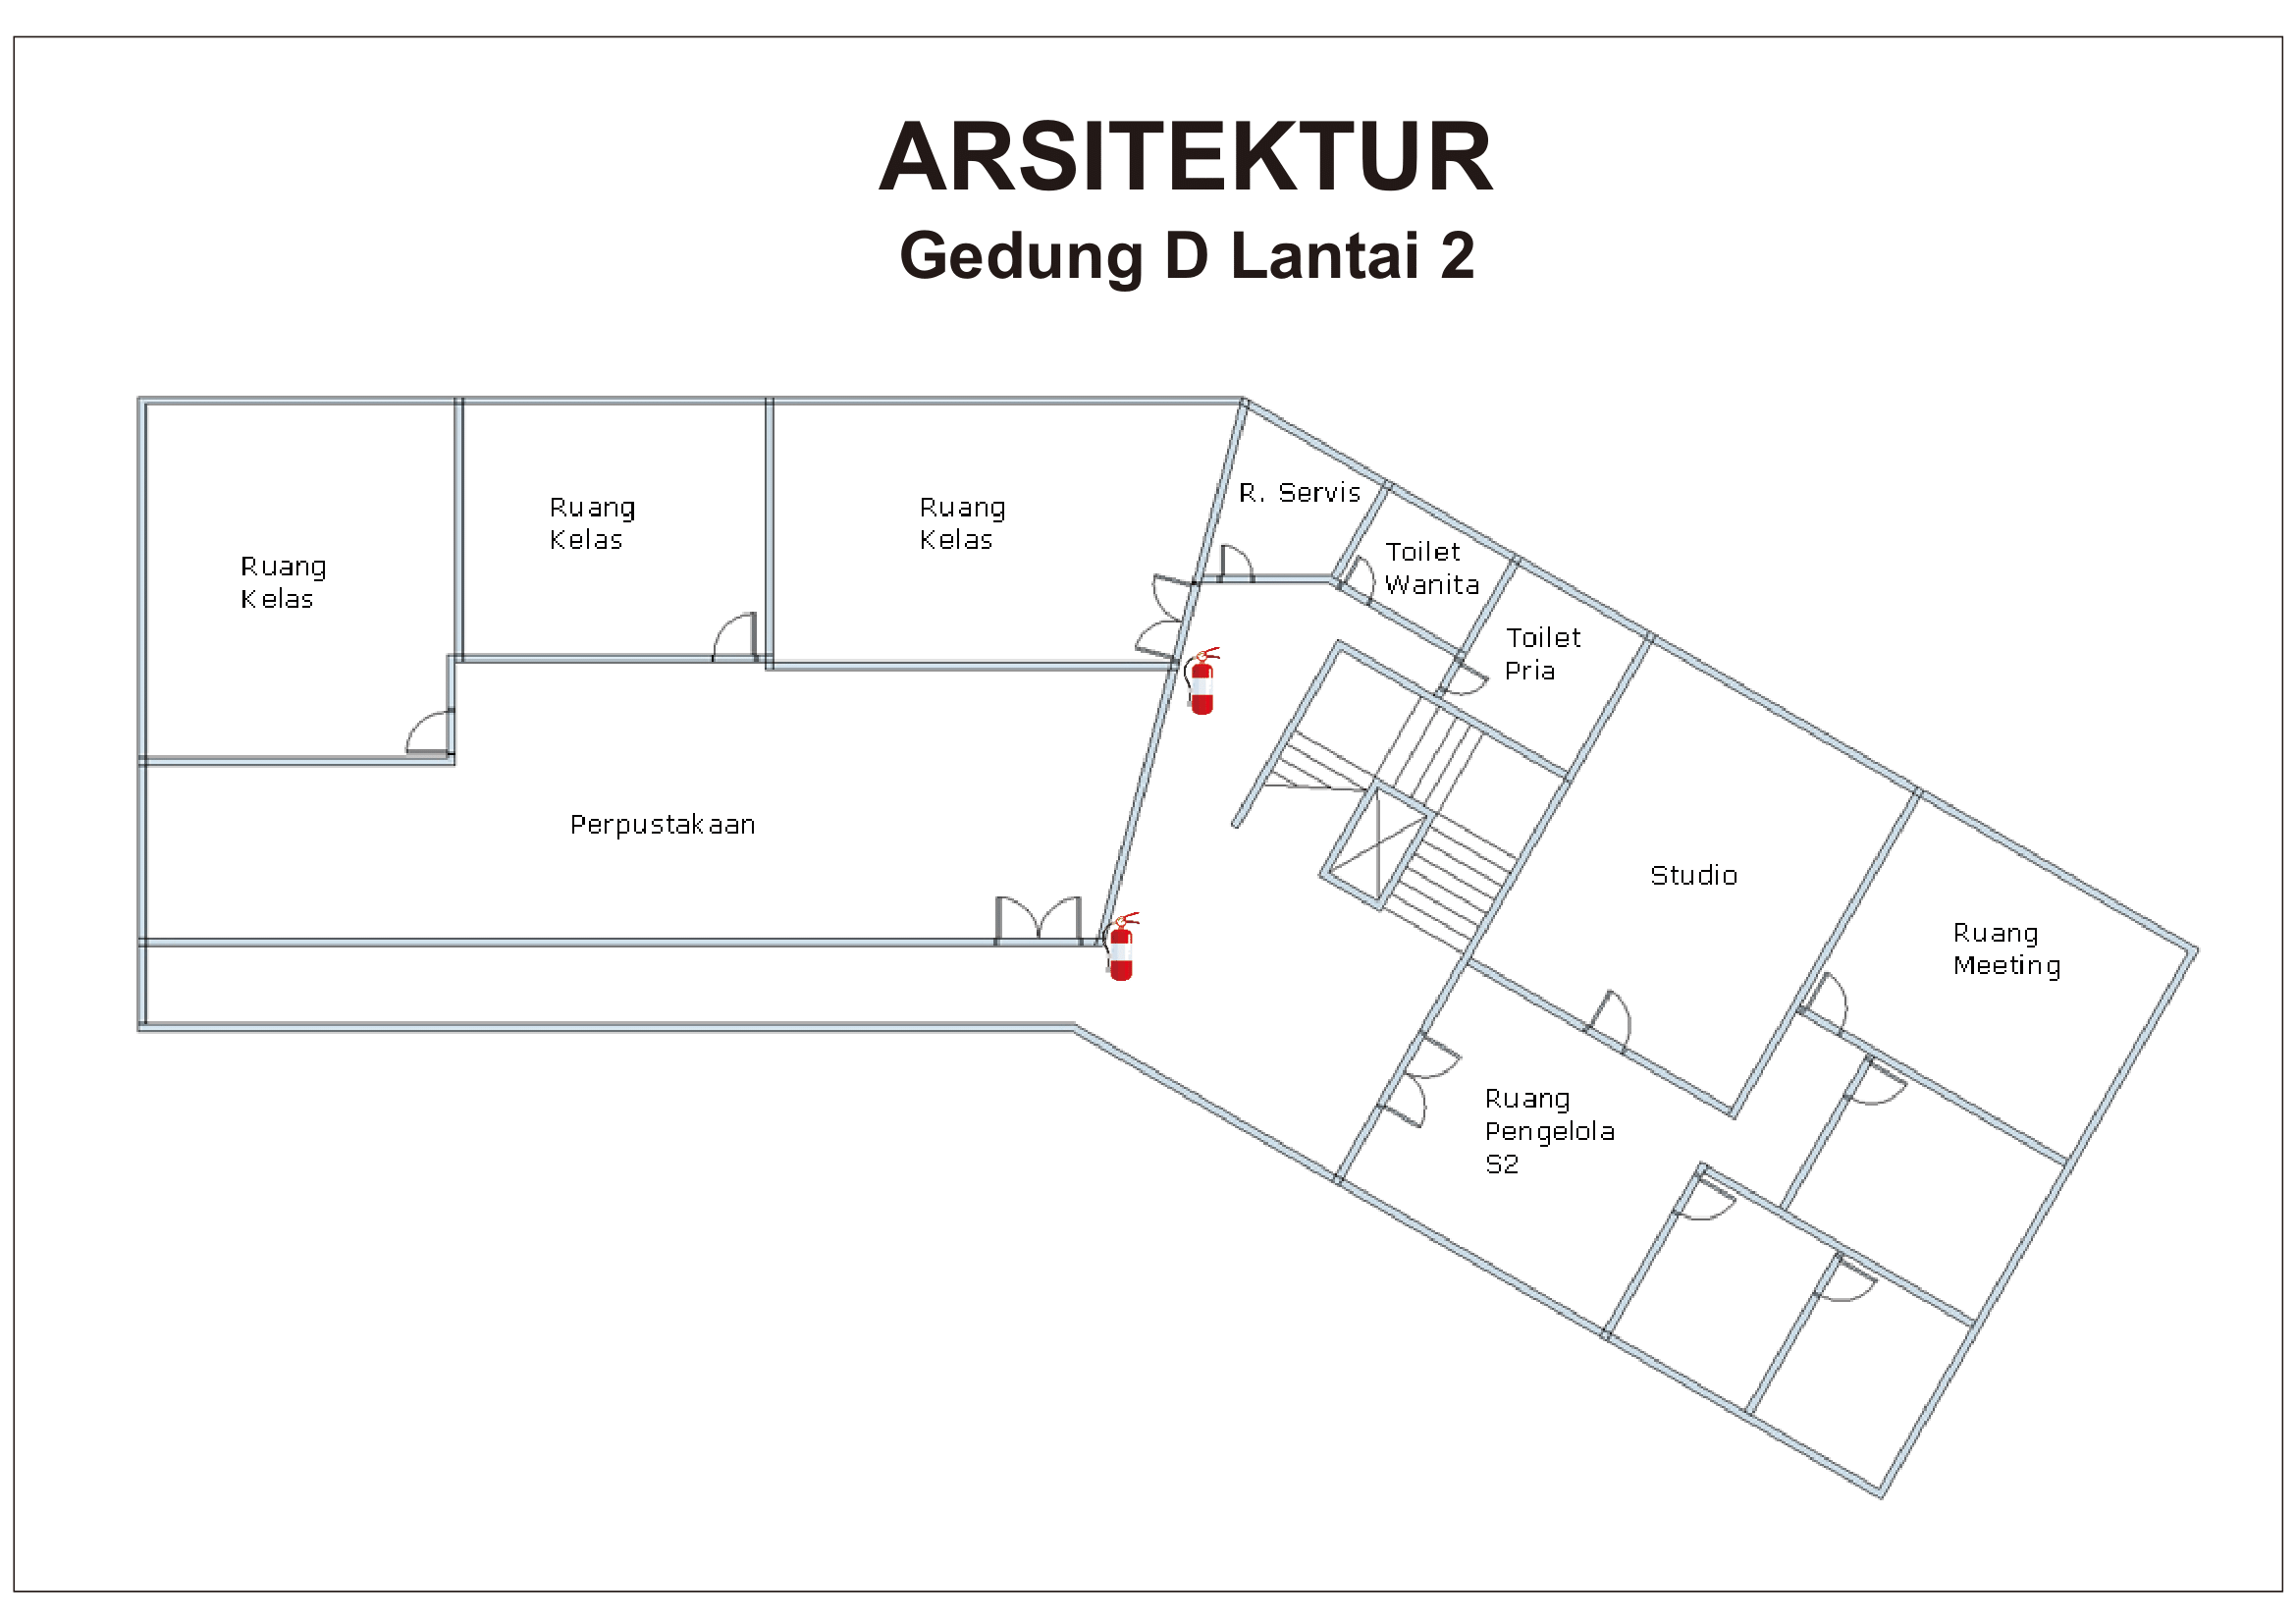 ARSITEKTUR
Gedung D Lantai 2
Ruang
Kelas
Ruang
Kelas
Ruang
Kelas
R. Servis
Toilet
Wanita
Toilet
Pria
Perpustakaan
Studio
Ruang
Meeting
Ruang
Pengelola
S2